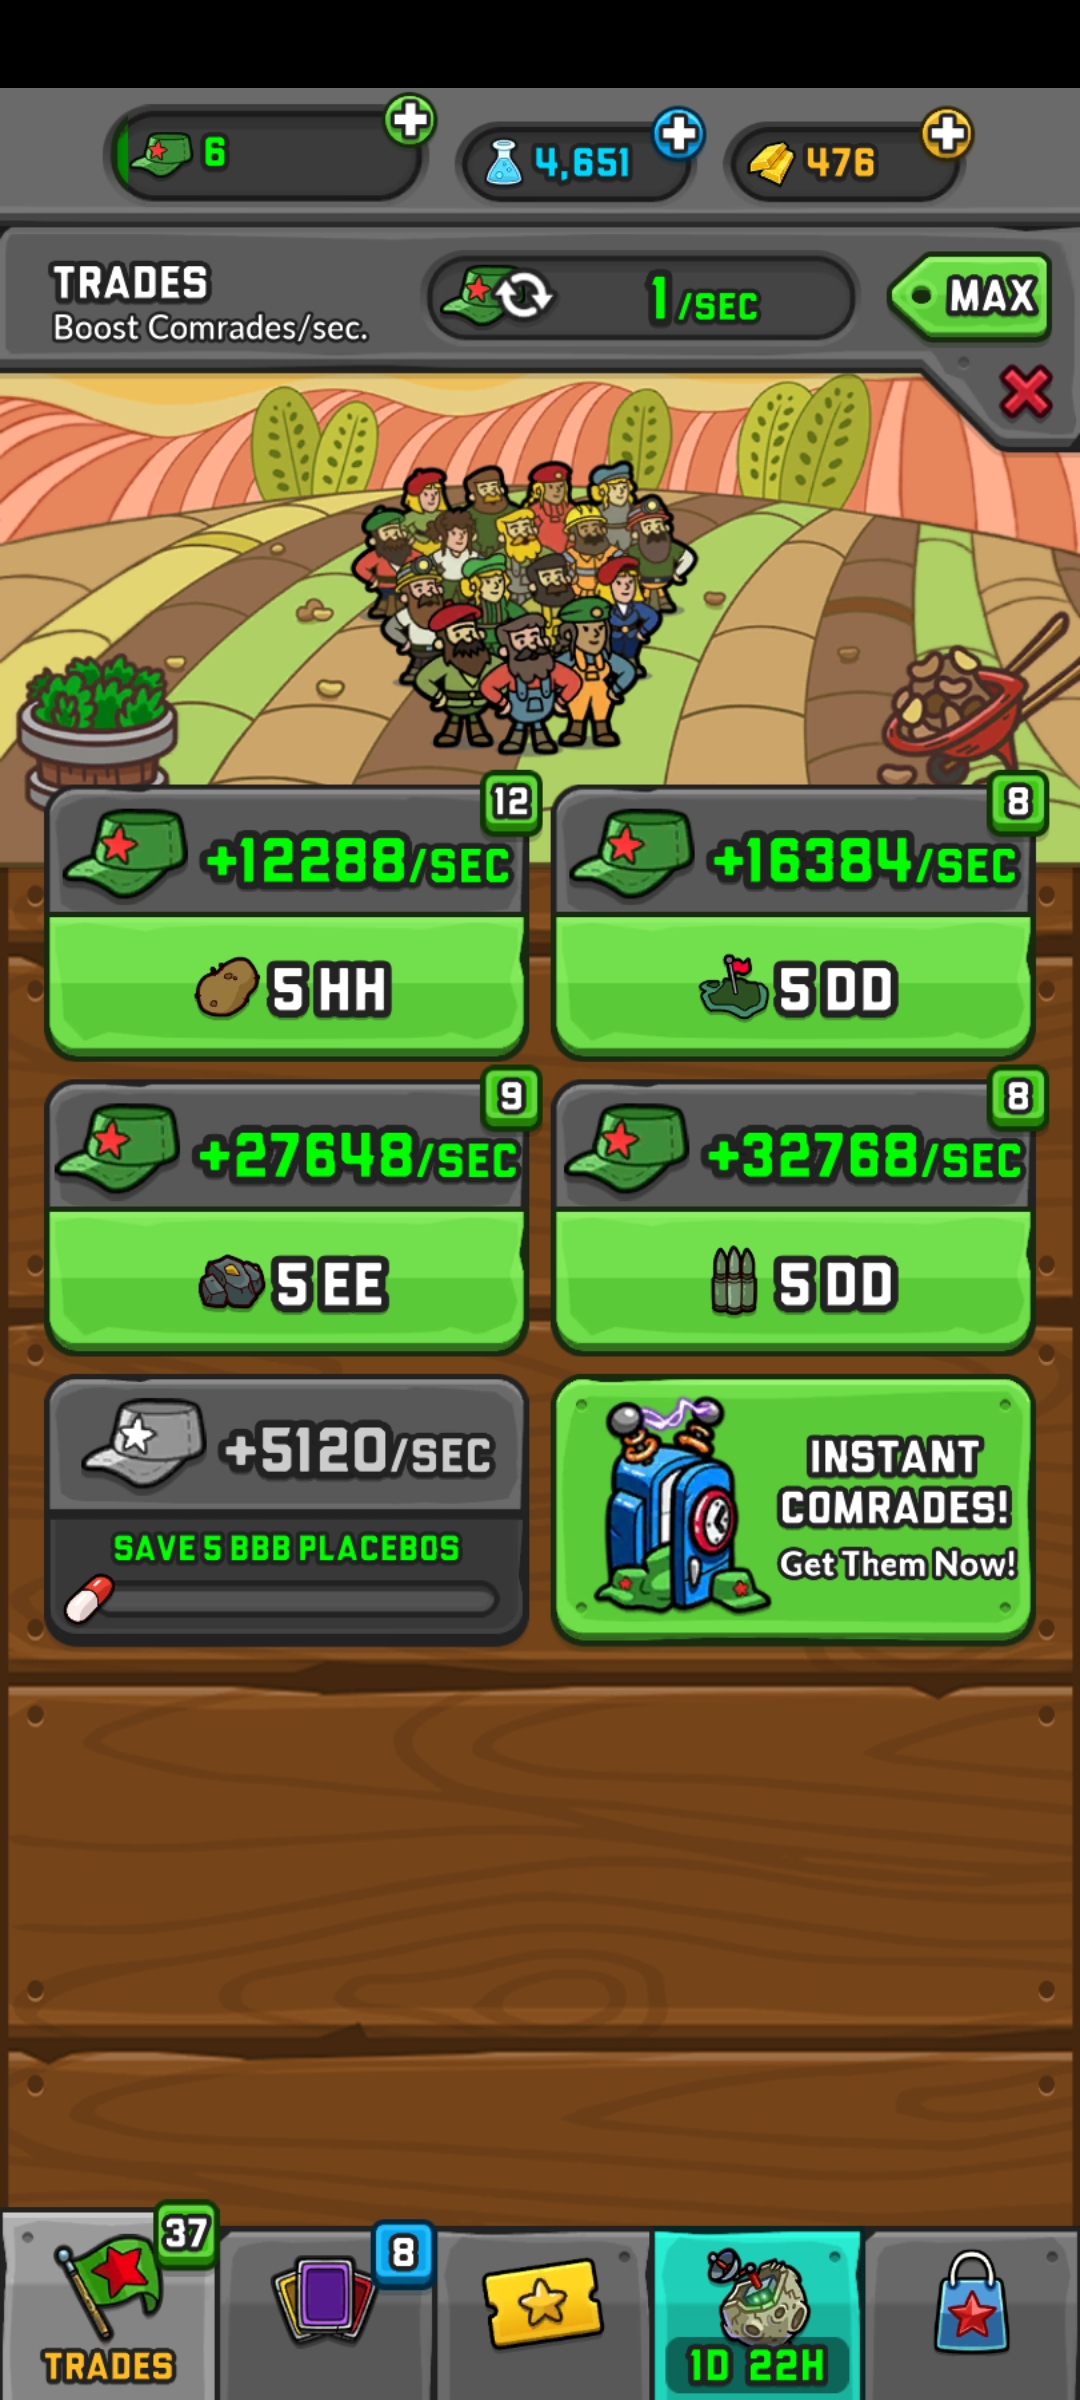 6
4,651
476
TRADES
Boost Comrades/sec.
1/SEC
MAX
12
+12288/SEC
5 HH
8
+16384/SEC
5 DD
9
+27648/SEC
5 EE
8
+32768/SEC
5 DD
+5120/SEC
SAVE 5 BBB PLACEBOS
INSTANT
COMRADES!
Get Them Now!
37
TRADES
8
1D 22H